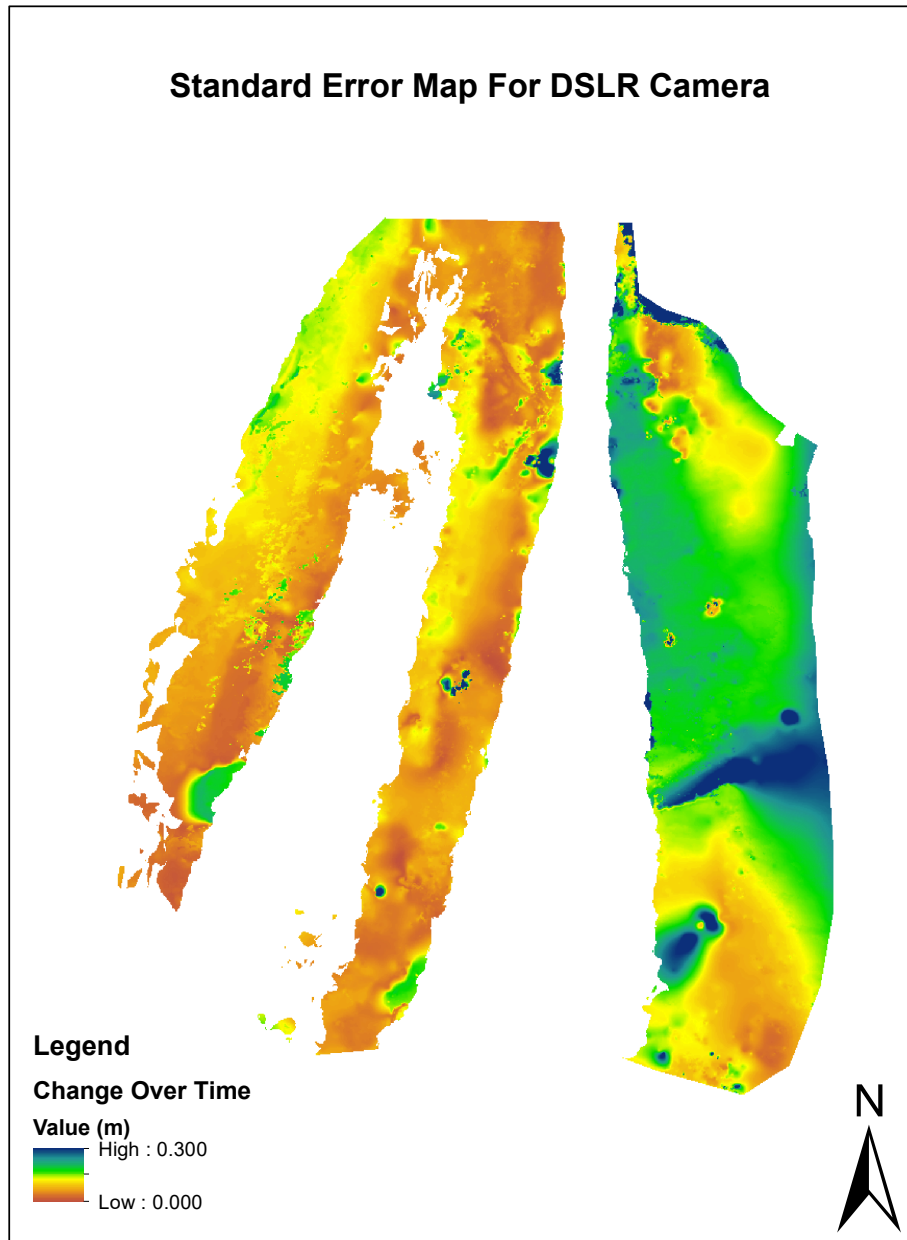 Standard Error Map For DSLR Camera
Legend
Change Over Time
Value (m)
High : 0.300
Low : 0.000
N